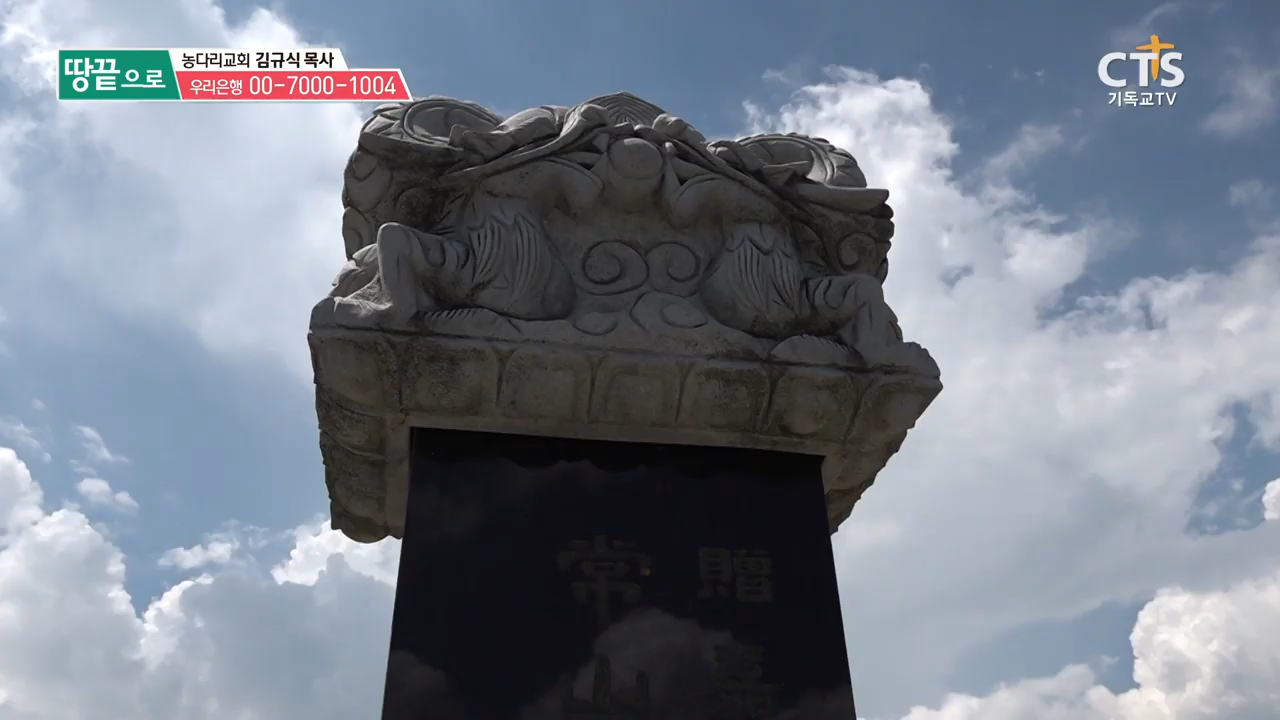 땅끝으로
농다리교회 김규식 목사
우리은행 00-7000-1004
CTS
기독교TV
贈
常山